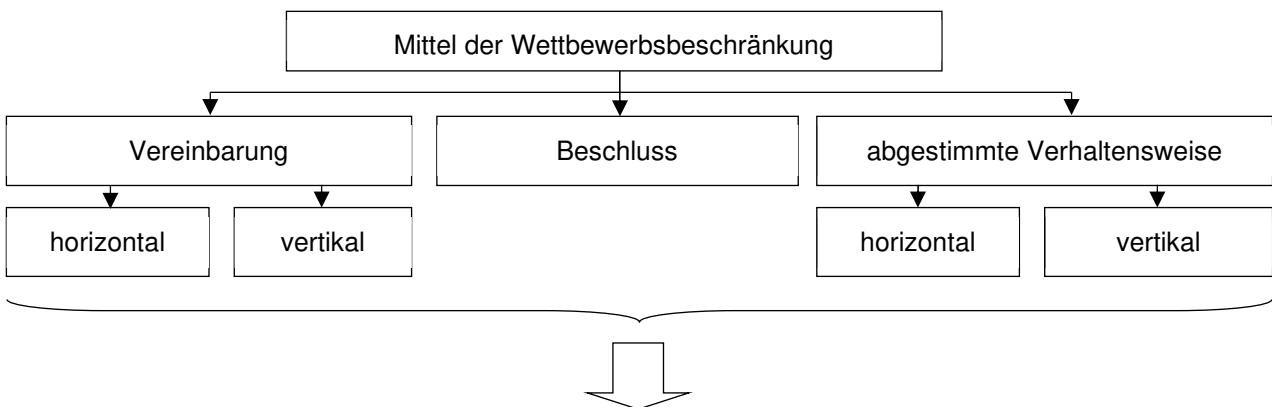 Mittel der Wettbewerbsbeschränkung
Vereinbarung
Beschluss
abgestimmte Verhaltensweise
horizontal
vertikal
horizontal
vertikal